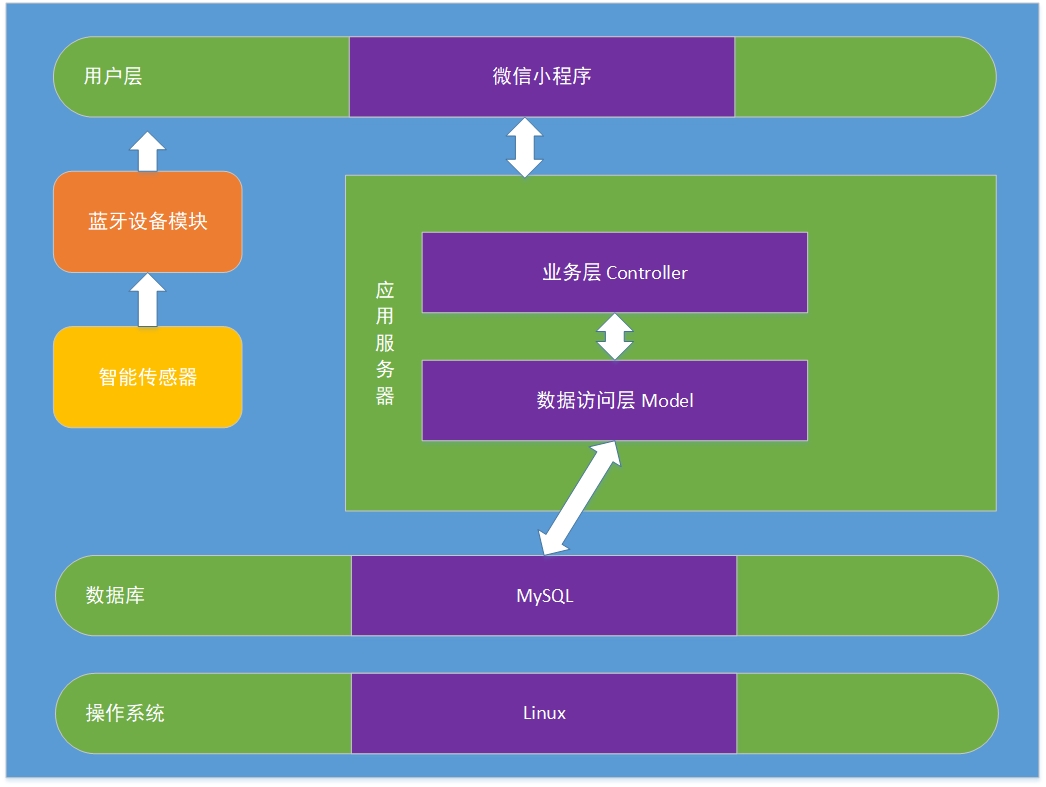 用户层
微信小程序
蓝牙设备模块
智能传感器
应用服务器
业务层 Controller
数据访问层 Model
数据库
MySQL
操作系统
Linux